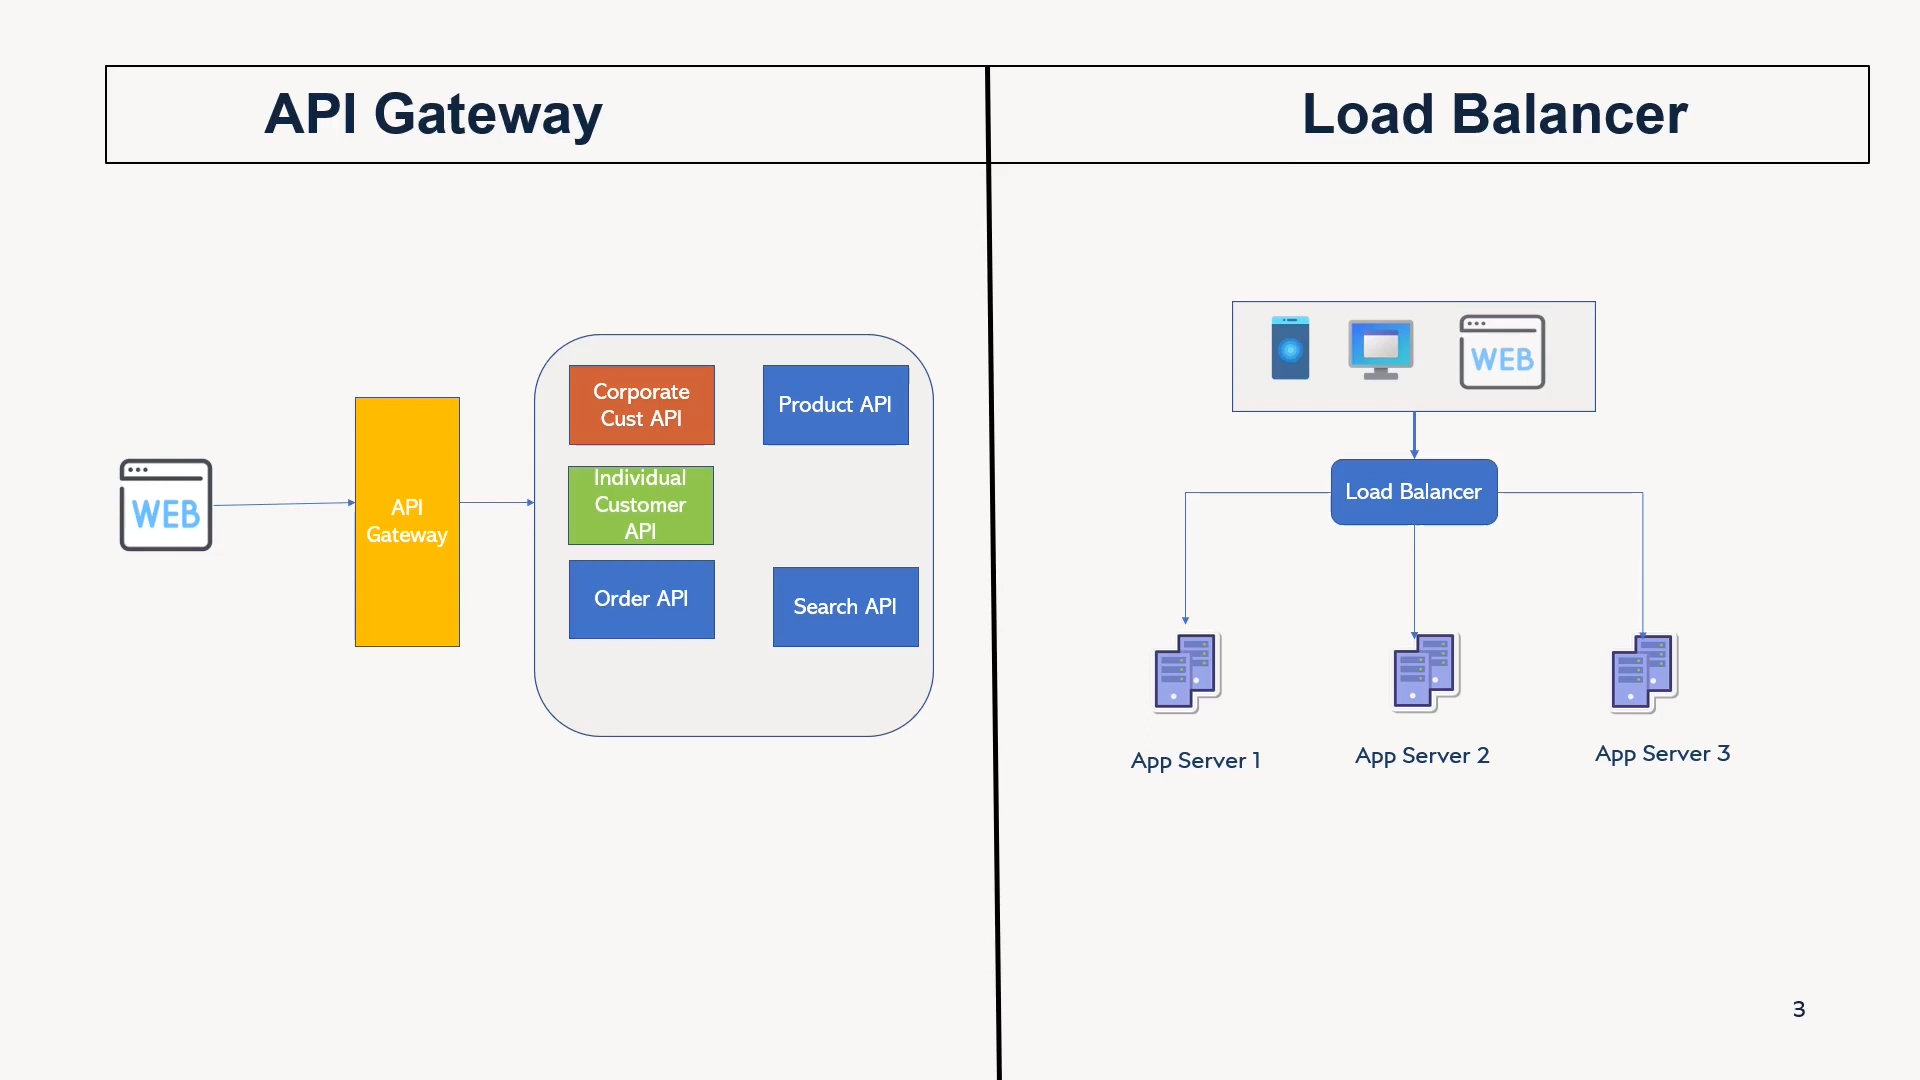 API Gateway
Load Balancer
WEB
API
Gateway
Corporate
Cust API
Product API
Individual
Customer
API
Order API
Search API
WEB
Load Balancer
App Server 1
App Server 2
App Server 3
3